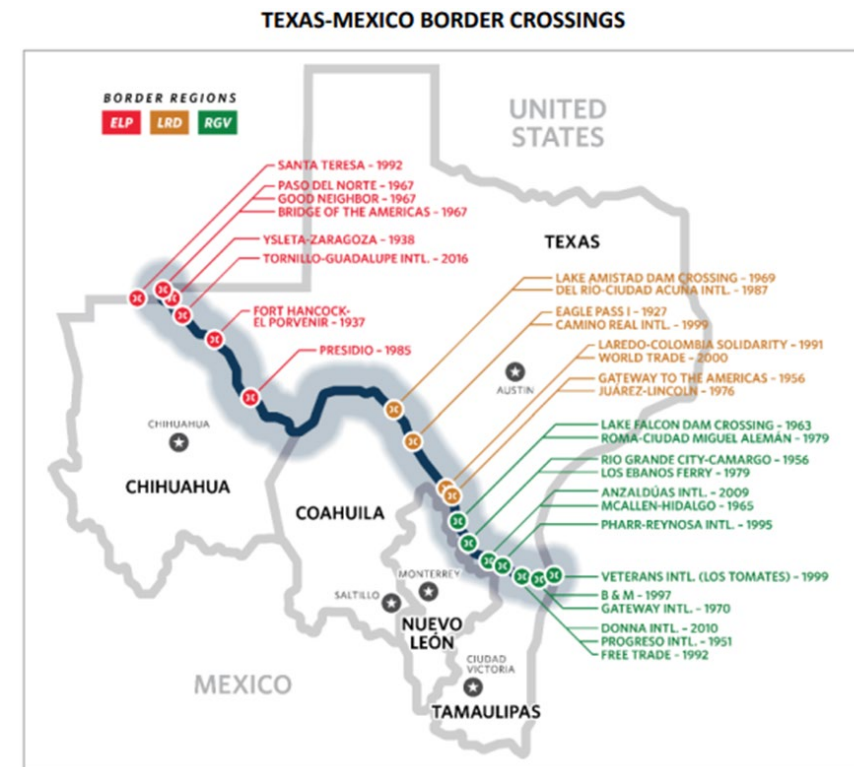 TEXAS-MEXICO BORDER CROSSINGS
BORDER REGIONS
ELP LRD RGV
UNITED
STATES
SANTA TERESA - 1992
PASO DEL NORTE - 1967
GOOD NEIGHBOR - 1967
BRIDGE OF THE AMERICAS - 1967
YSLETA-ZARAGOZA - 1938
TORNILLO-GUADALUPE INTL. - 2016
TEXAS
FORT HANCOCK-
EL PORVENIR - 1937
PRESIDIO - 1985
LAKE AMISTAD DAM CROSSING - 1969
DEL RÍO-CIUDAD ACUÑA INTL. - 1987
EAGLE PASS I - 1927
CAMINO REAL INTL. - 1999
LAREDO-COLOMBIA SOLIDARITY - 1991
WORLD TRADE - 2000
GATEWAY TO THE AMERICAS - 1956
JUÁREZ-LINCOLN - 1976
AUSTIN
LAKE FALCON DAM CROSSING - 1963
ROMA-CIUDAD MIGUEL ALEMÁN - 1979
RIO GRANDE CITY-CAMARGO - 1956
LOS EBANOS FERRY - 1979
ANZALDÚAS INTL. - 2009
MCALLEN-HIDALGO - 1965
PHARR-REYNOSA INTL. - 1995
CHIHUAHUA
CHIHUAHUA
COAHUILA
MONTERREY
SALTILLO
NUEVO
LEÓN
VETERANS INTL. (LOS TOMATES) - 1999
B & M - 1997
GATEWAY INTL. - 1970
DONNA INTL. - 2010
PROGRESO INTL. - 1951
FREE TRADE - 1992
MEXICO
CIUDAD
VICTORIA
TAMAULIPAS